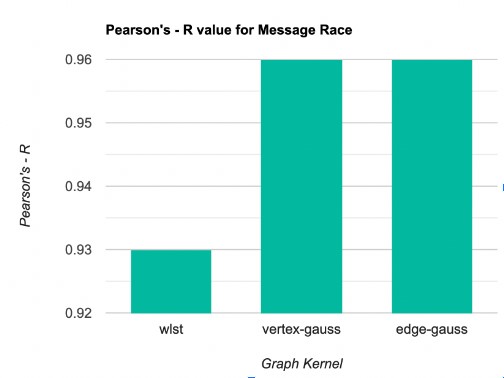 Pearson's - R value for Message Race
0.96
0.95
0.94
0.93
0.92
Pearson's - R
wlst vertex-gauss edge-gauss
Graph Kernel